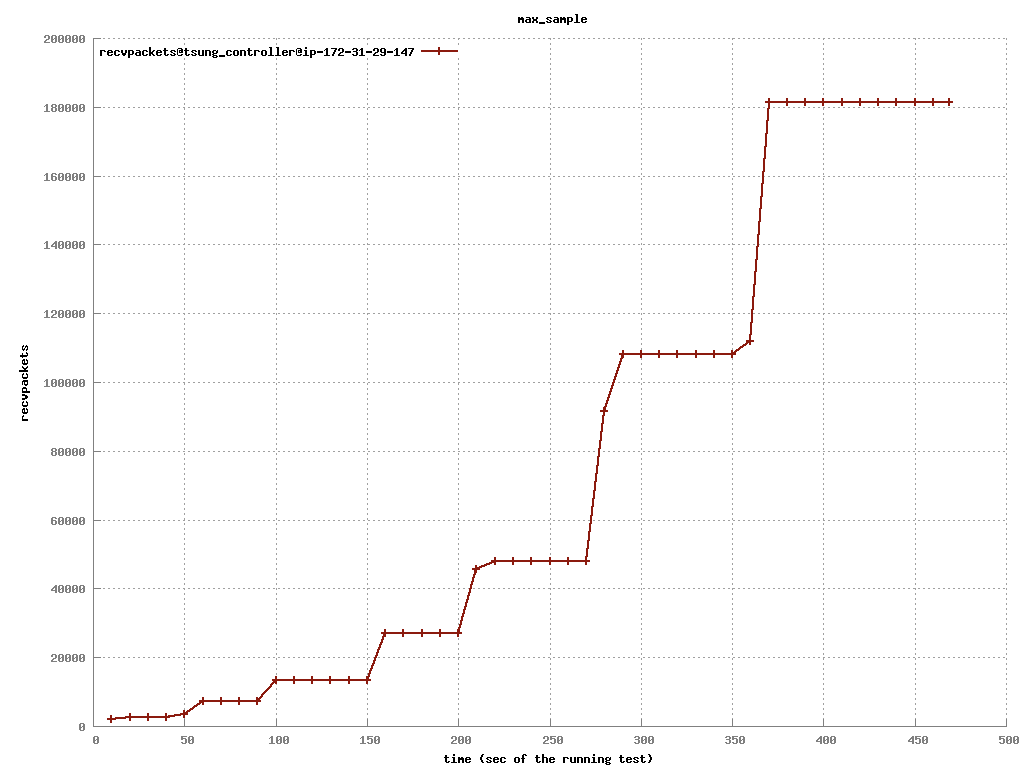 max_sample
200000
recvpackets@tsung_controller@ip-172-31-29-147
180000
160000
140000
120000
100000
80000
60000
40000
20000
0
recvpackets
0 50 100 150 200 250 300 350 400 450 500
time (sec of the running test)